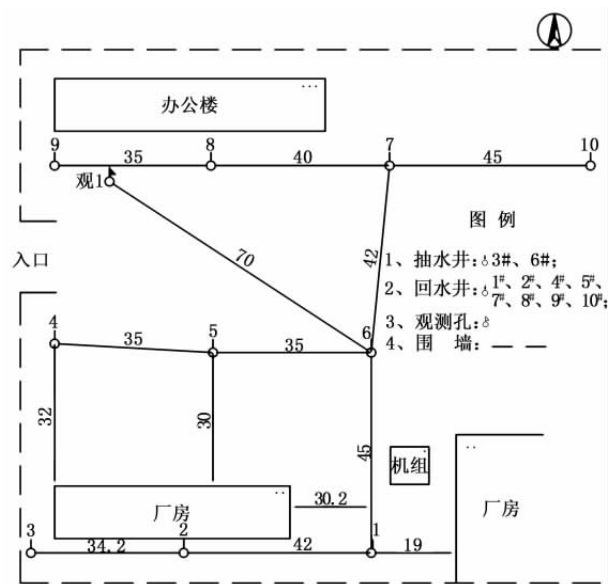 办公楼
9
8
7
10
35
40
45
观1
图 例
70
42
入口
1、抽水井: 3#、6#;
2、回水井: 1#、2#、4#、5#、
7#、8#、9#、10#;
3、观测孔:
4、围 墙:
4
5
6
35
35
32
30
45
机组
厂房
30.2
厂房
3
2
1
34.2
42
19